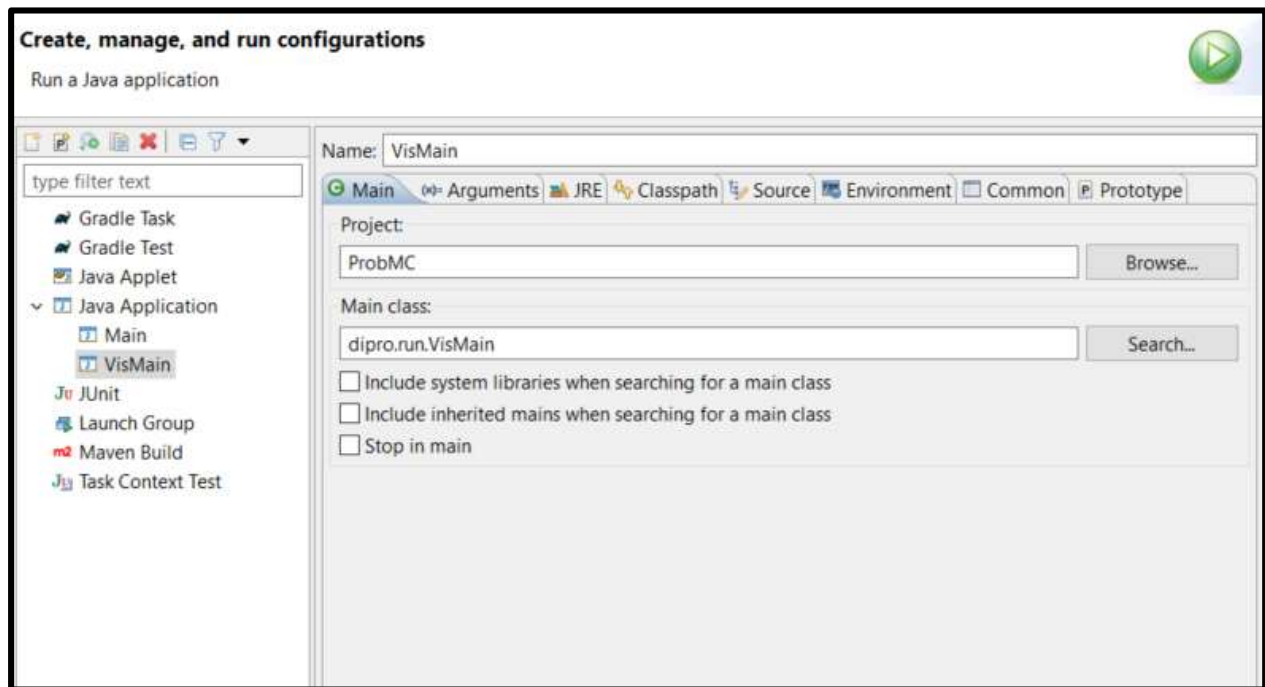 Create, manage, and run configurations
Run a Java application
type filter text
Gradle Task
Gradle Test
Java Applet
Java Application
Main
VisMain
JUnit
Launch Group
m2 Maven Build
Task Context Test
Name: VisMain
Main (x)= Arguments JRE Classpath Source Environment Common P Prototype
Project:
ProbMC Browse...
Main class:
dipro.run.VisMain Search...
Include system libraries when searching for a main class
Include inherited mains when searching for a main class
Stop in main